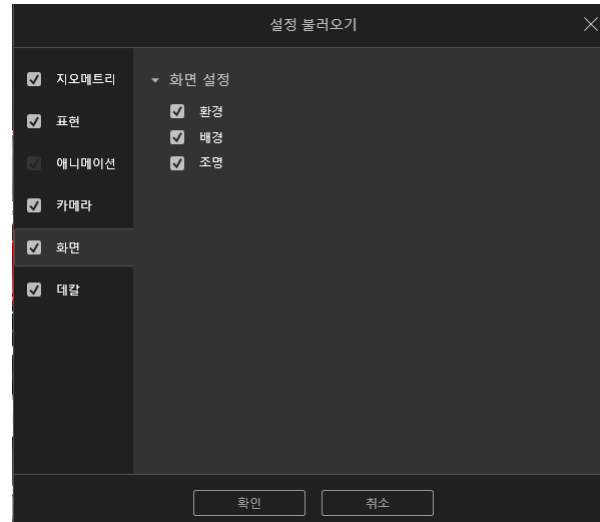 설정 불러오기
지오메트리
표현
애니메이션
카메라
화면
데칼
화면 설정
환경
배경
조명
확인
취소